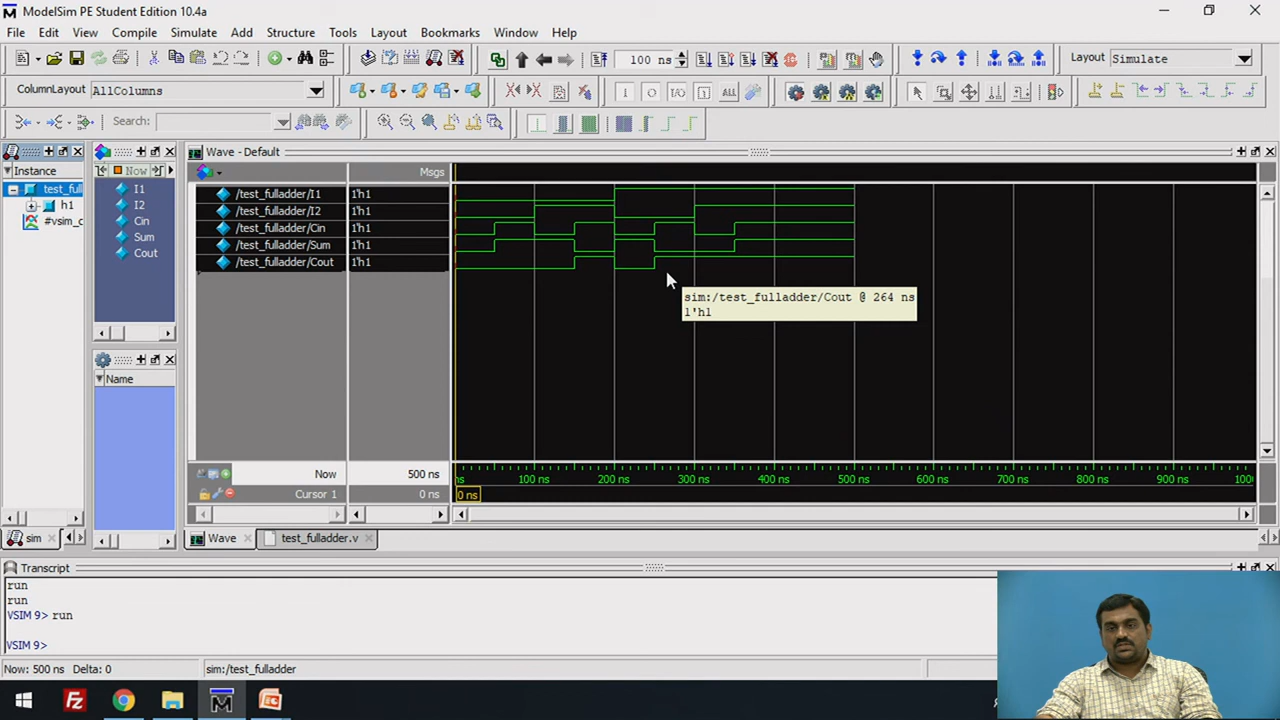 ModelSim PE Student Edition 10.4a
File Edit View Compile Simulate Add Structure Tools Layout Bookmarks Window Help
100 ns
Layout Simulate
ColumnLayout AllColumns
ALL
Search:
Wave - Default
Instance
Now
Msgs
test_full
h1
#vsim_c
I1
I2
Cin
Sum
Cout
/test_fulladder/I1 1'h1
/test_fulladder/I2 1'h1
/test_fulladder/Cin 1'h1
/test_fulladder/Sum 1'h1
/test_fulladder/Cout 1'h1
sim:/test_fulladder/Cout @ 264 ns
1'h1
Name
Now 500 ns
ns 100 ns 200 ns 300 ns 400 ns 500 ns 600 ns 700 ns 800 ns 900 ns 100
Cursor 1 0 ns
0 ns
sim
Wave test_fulladder.v
Transcript
run
run
VSIM 9> run
VSIM 9>
Now: 500 ns Delta: 0 sim:/test_fulladder